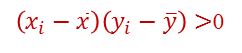 (xᵢ − x̄)(yᵢ − y̅) >0